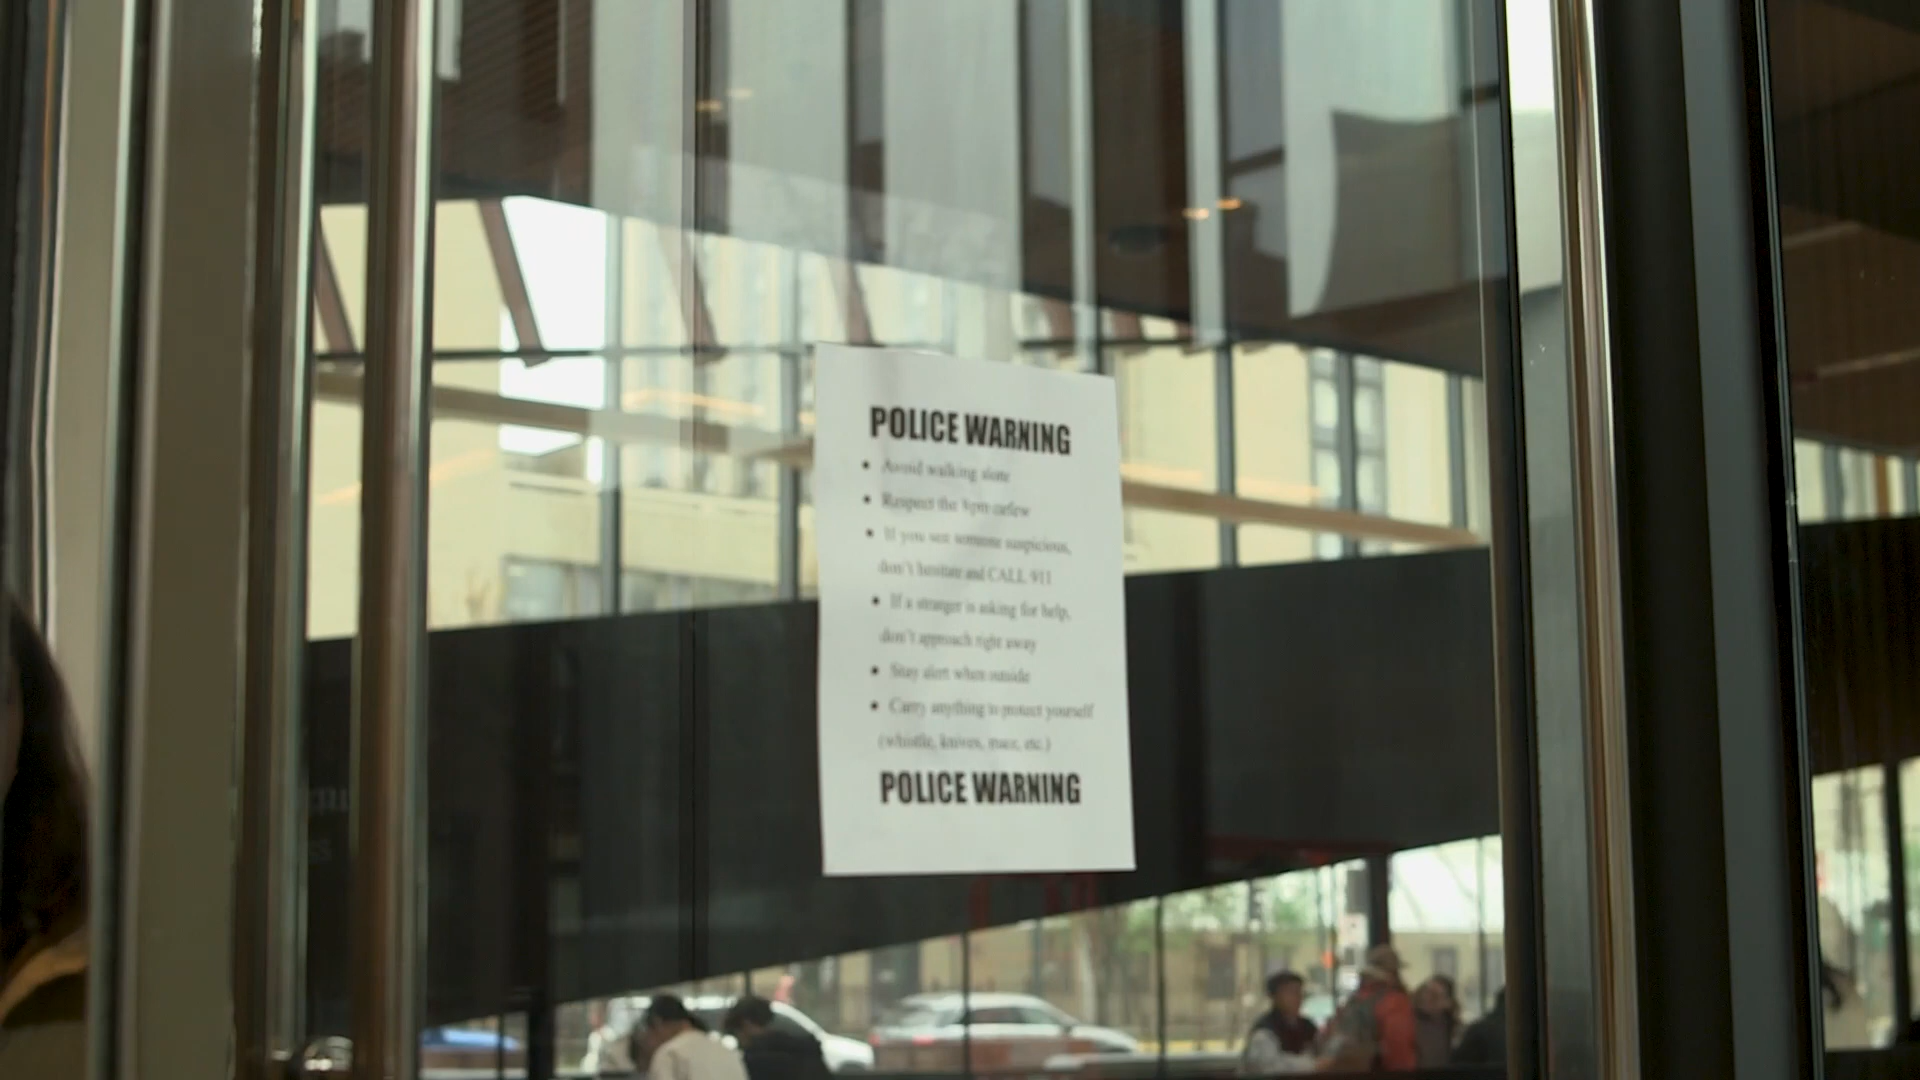 POLICE WARNING
• Avoid walking alone
• Respect the 8pm curfew
• If you see someone suspicious,
don't hesitate and CALL 911
• If a stranger is asking for help,
don't approach right away
• Stay alert when outside
• Carry anything to protect yourself
(whistle, knives, mace, etc.)
POLICE WARNING